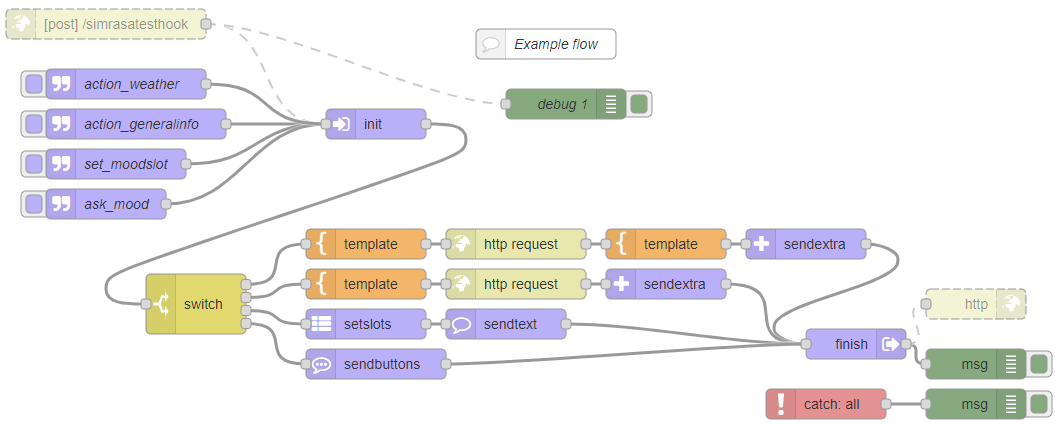 [post] /simrasatesthook
Example flow
action_weather
debug 1
action_generalinfo
init
set_moodslot
ask_mood
template
http request
template
sendextra
template
http request
sendextra
switch
http
setslots
sendtext
finish
sendbuttons
msg
catch: all
msg